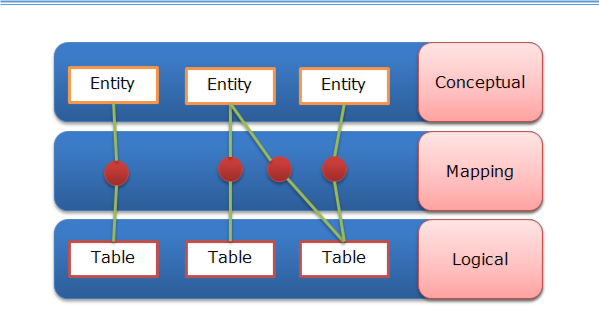 Entity Entity Entity Conceptual
Mapping
Table Table Table Logical